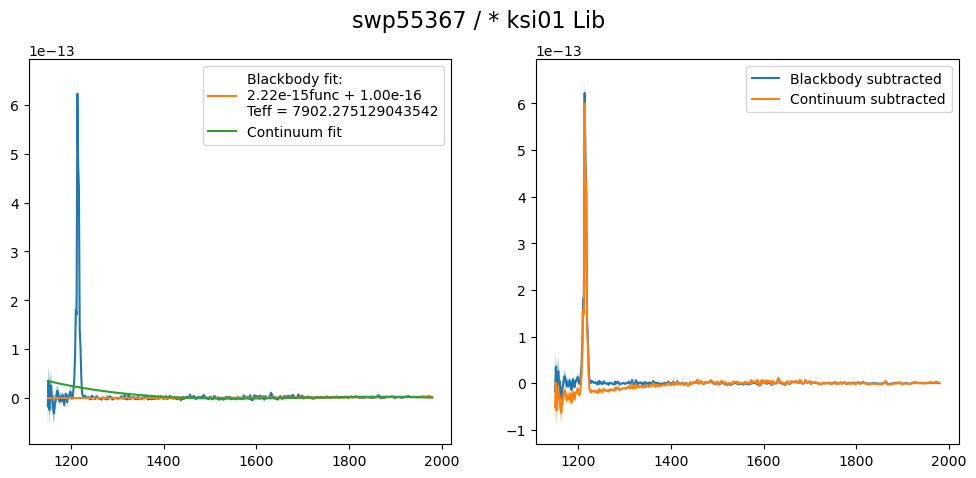 swp55367 / * ksi01 Lib
1e−13
6
5
4
3
2
1
0
1200
1400
1600
1800
2000
Blackbody fit:
2.22e-15func + 1.00e-16
Teff = 7902.275129043542
Continuum fit
1e−13
6
5
4
3
2
1
0
−1
1200
1400
1600
1800
2000
Blackbody subtracted
Continuum subtracted